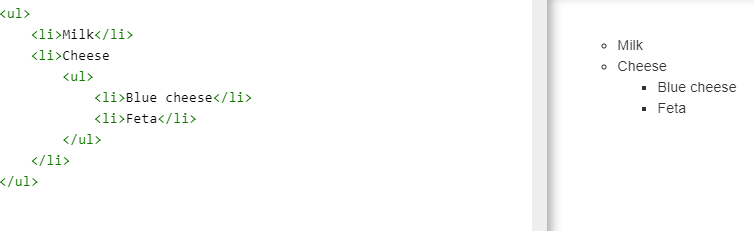 <ul>
    <li>Milk</li>
    <li>Cheese
        <ul>
            <li>Blue cheese</li>
            <li>Feta</li>
        </ul>
    </li>
</ul>
Milk
Cheese
Blue cheese
Feta